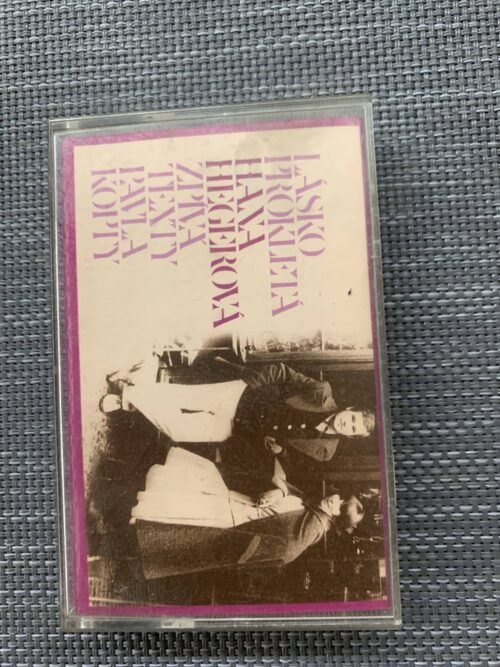 LÁSKO
PROKLETÁ
HANA
HEGEROVÁ
ZPÍVÁ
TEXTY
PAVLA
KOPTY